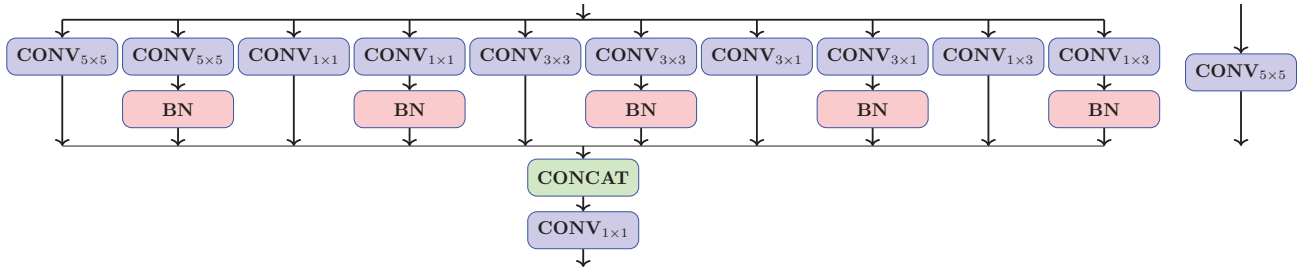 CONV5×5 CONV5×5 CONV1×1 CONV1×1 CONV3×3 CONV3×3 CONV3×1 CONV3×1 CONV1×3 CONV1×3 CONV5×5
BN BN BN BN BN
CONCAT
CONV1×1